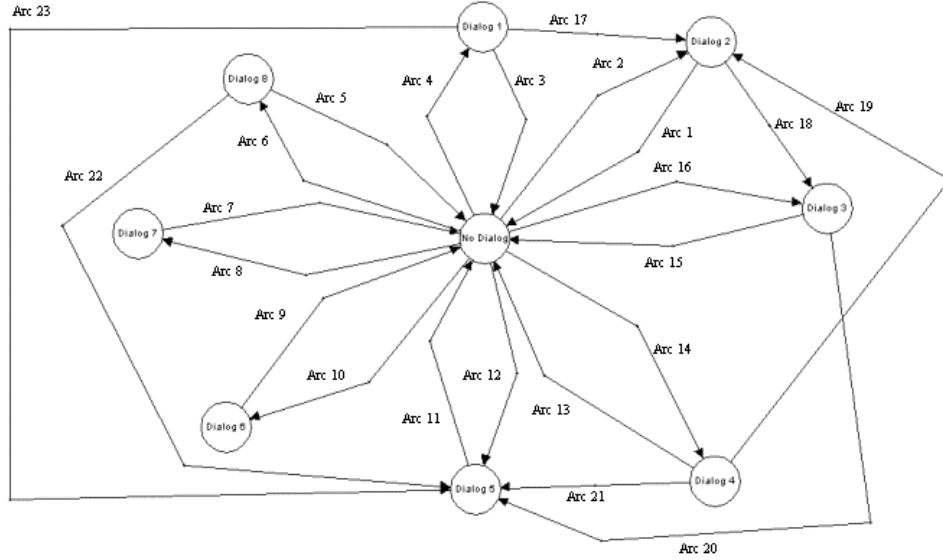 Arc 23
Arc 17
Dialog 1
Dialog 2
Arc 2
Dialog 8
Arc 4
Arc 3
Arc 5
Arc 19
Arc 18
Arc 1
Arc 6
Arc 16
Arc 22
Arc 7
Dialog 3
Dialog 7
No Dialog
Arc 15
Arc 8
Arc 9
Arc 14
Arc 10
Arc 12
Arc 13
Arc 11
Dialog 6
Dialog 4
Dialog 5
Arc 21
Arc 20